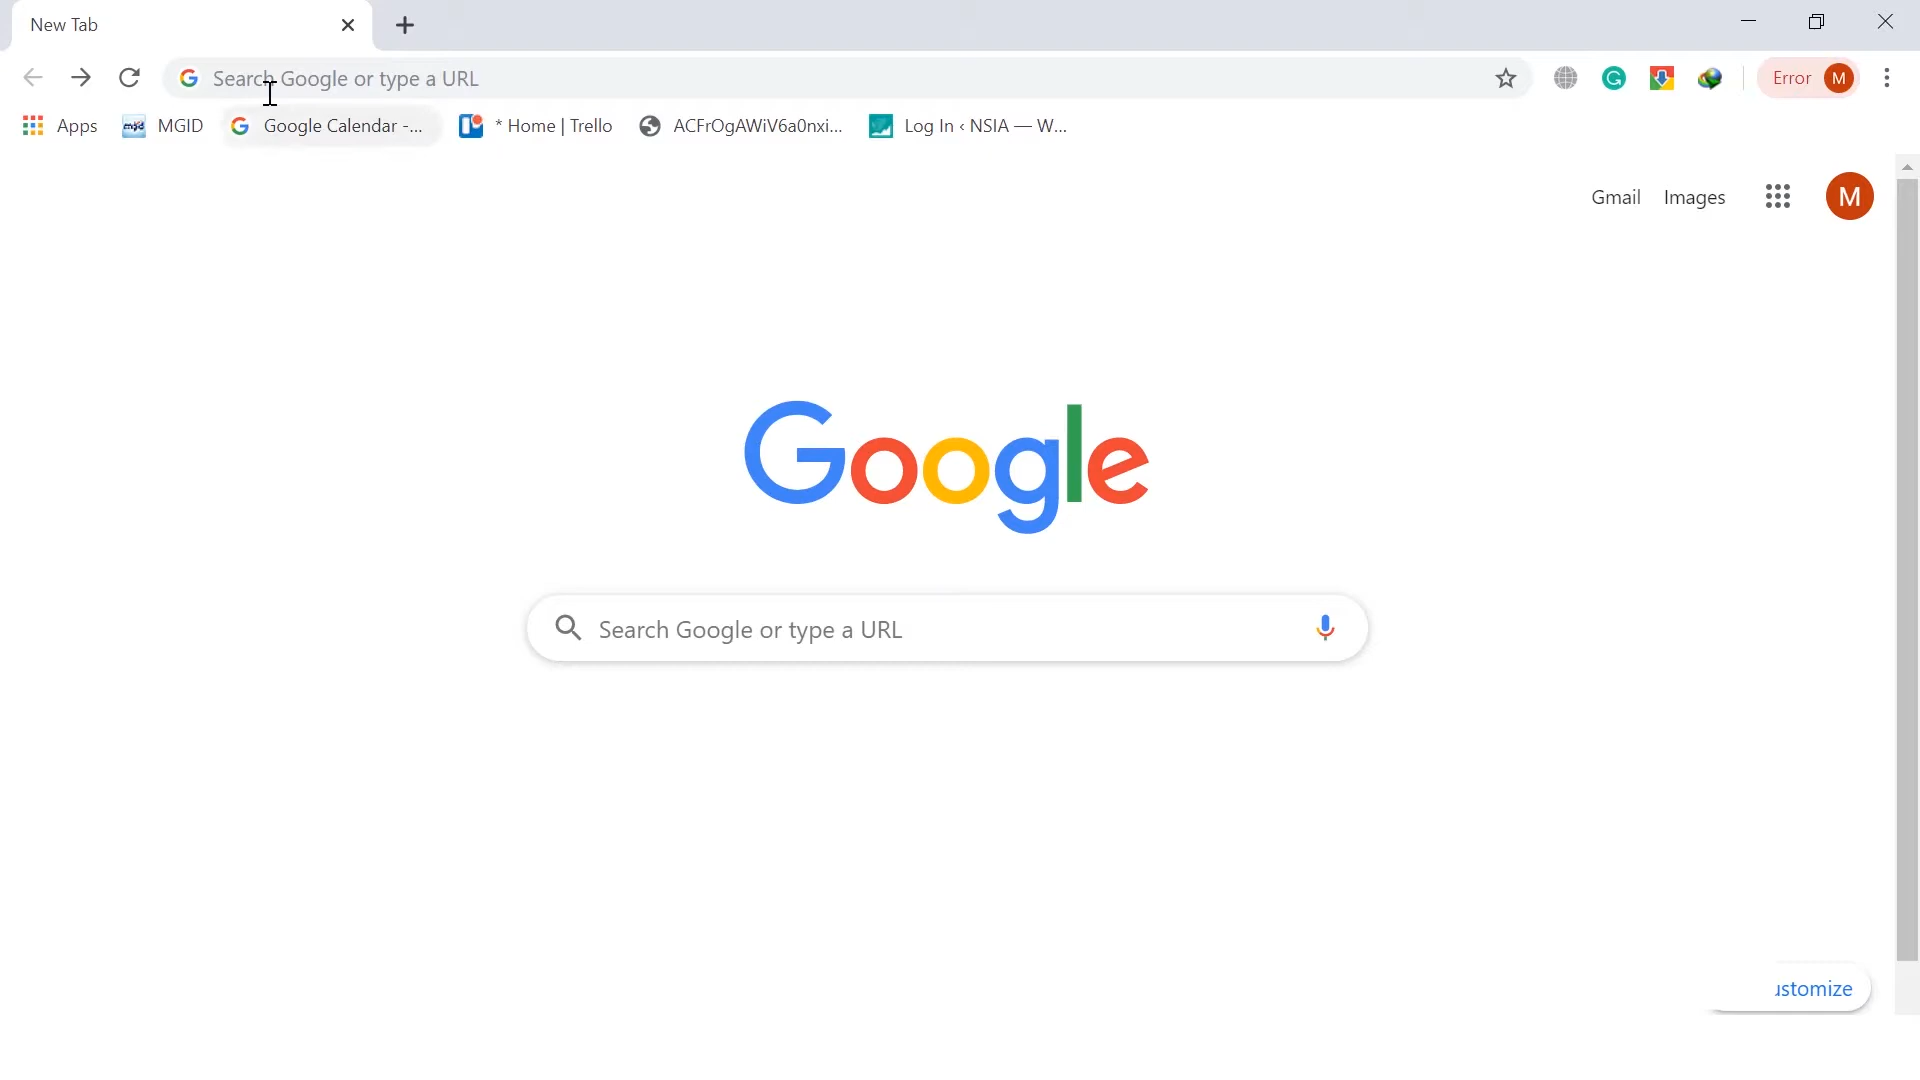 New Tab
Search Google or type a URL
Error M
Apps MGID Google Calendar -... * Home | Trello ACFrOgAWiV6a0nxi... Log In ‹ NSIA — W...
Gmail Images M
Google
Search Google or type a URL
ustomize